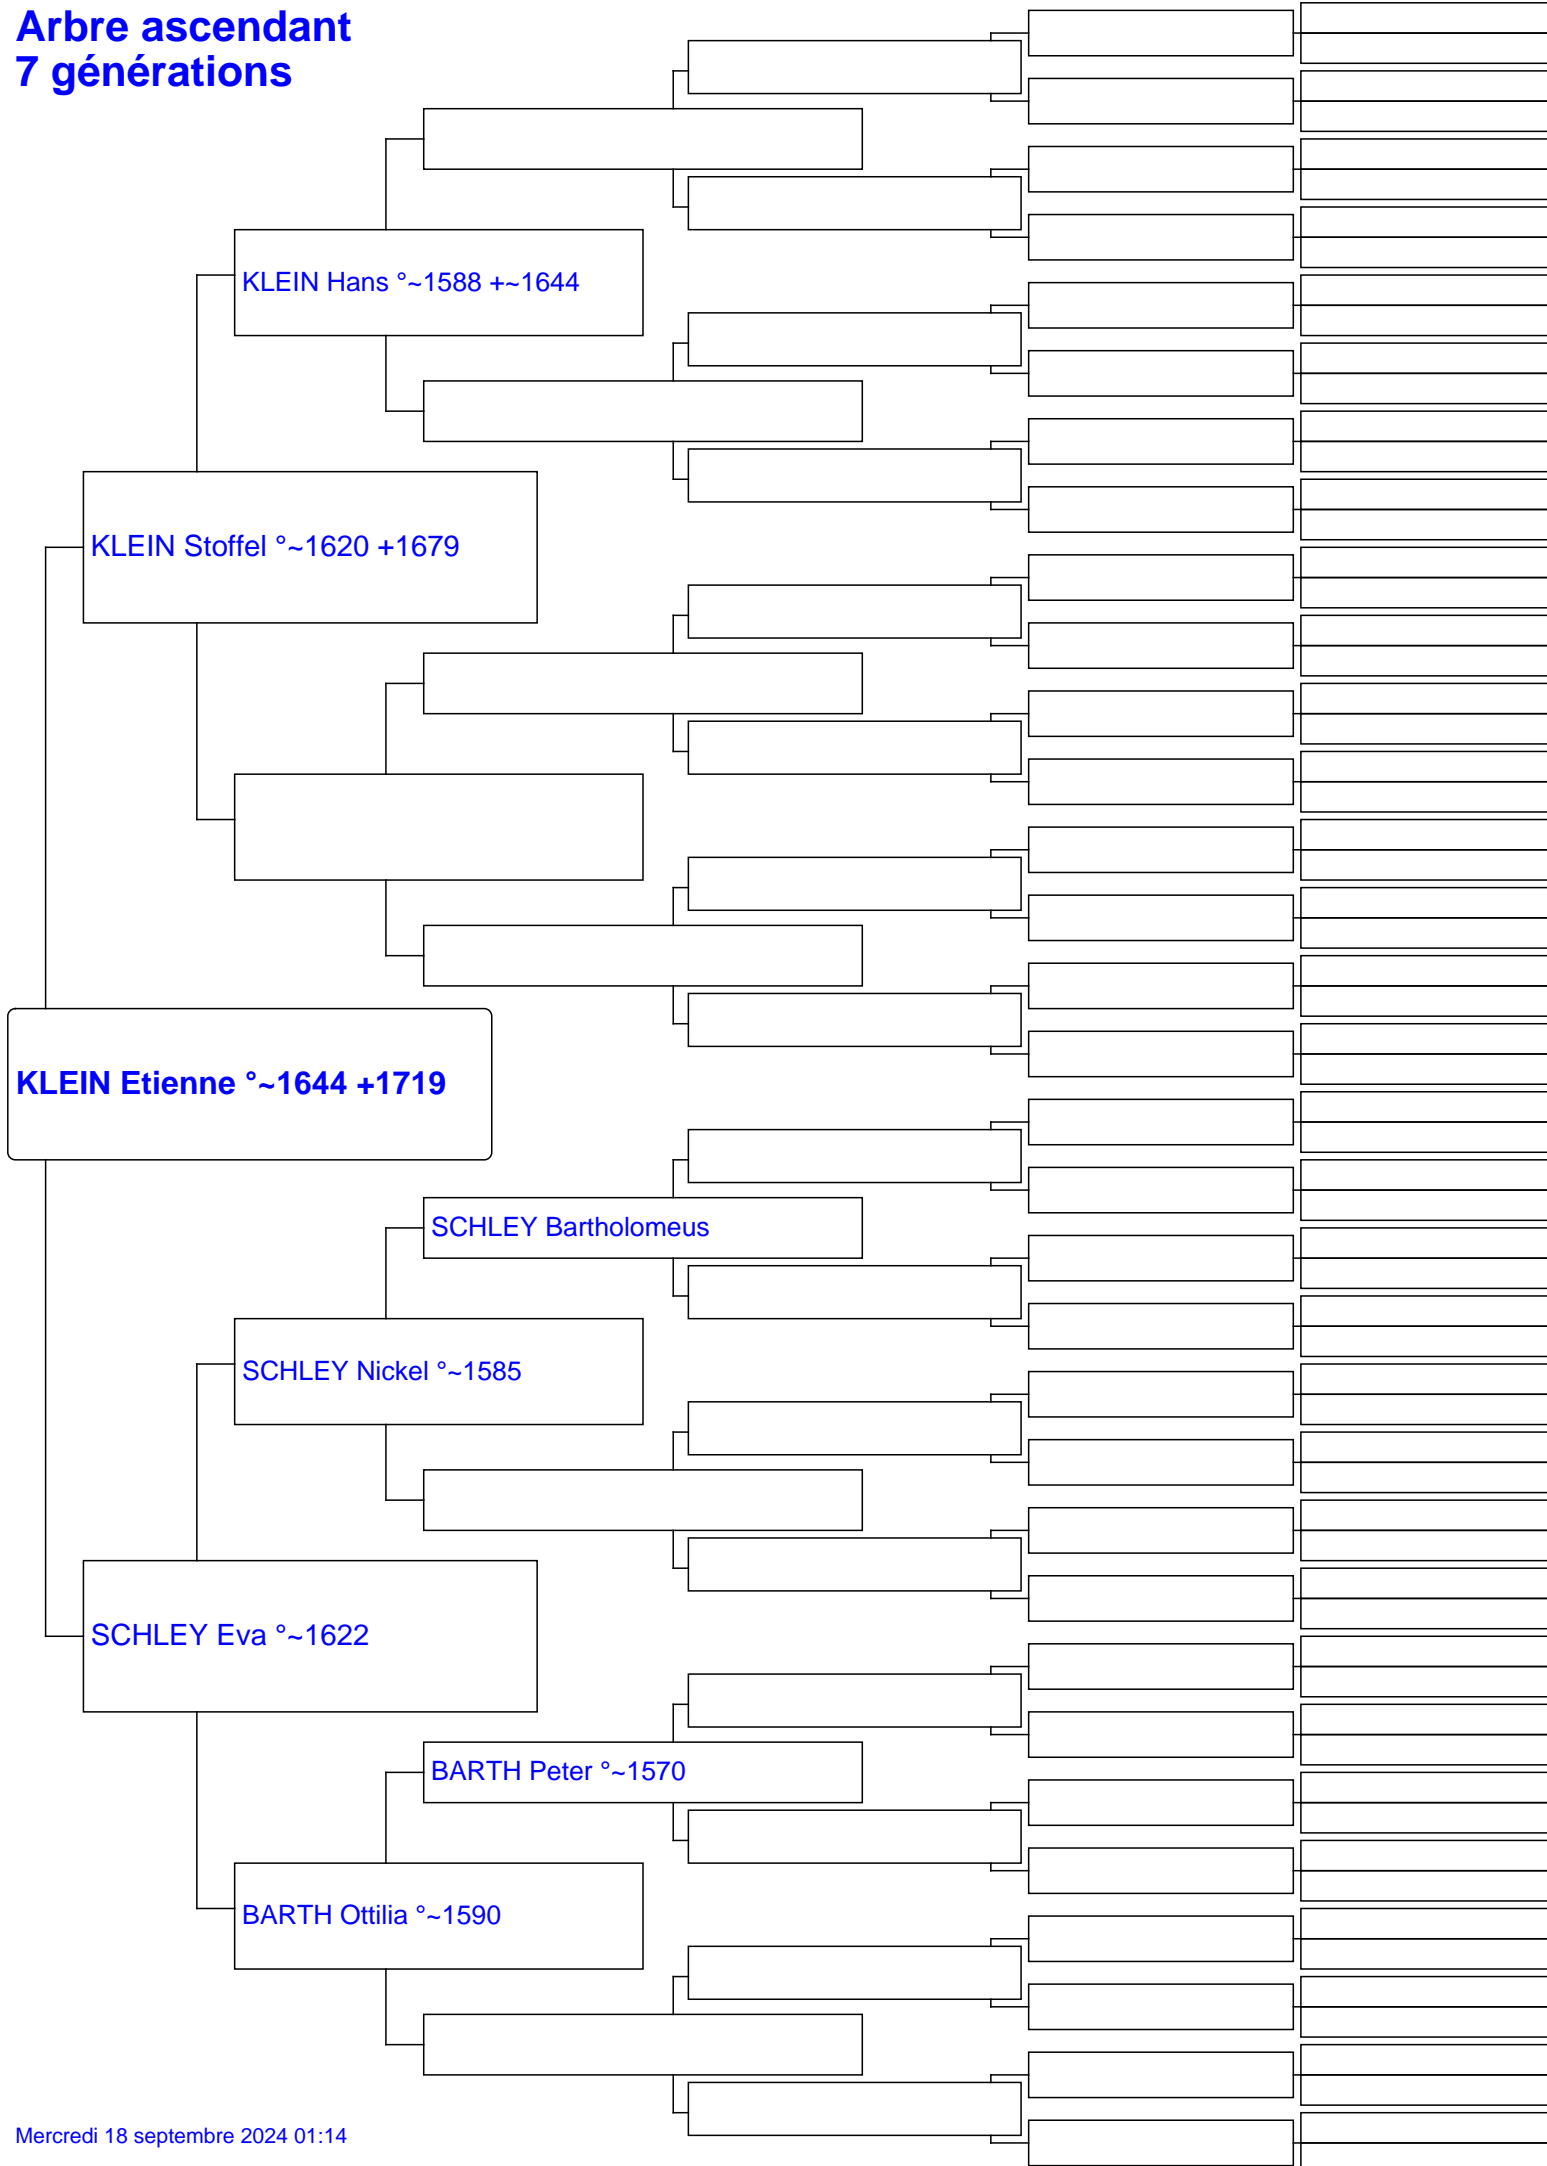 Arbre ascendant
7 générations
KLEIN Hans °~1588 +~1644
KLEIN Stoffel °~1620 +1679
KLEIN Etienne °~1644 +1719
SCHLEY Bartholomeus
SCHLEY Nickel °~1585
SCHLEY Eva °~1622
BARTH Peter °~1570
BARTH Ottilia °~1590
Mercredi 18 septembre 2024 01:14